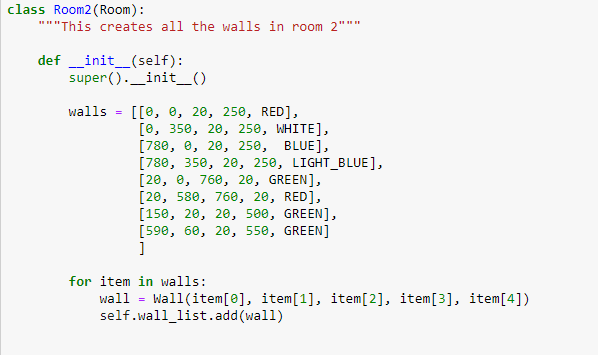 class Room2(Room):
    """This creates all the walls in room 2"""

    def __init__(self):
        super().__init__()

        walls = [[0, 0, 20, 250, RED],
                 [0, 350, 20, 250, WHITE],
                 [780, 0, 20, 250,  BLUE],
                 [780, 350, 20, 250, LIGHT_BLUE],
                 [20, 0, 760, 20, GREEN],
                 [20, 580, 760, 20, RED],
                 [150, 20, 20, 500, GREEN],
                 [590, 60, 20, 550, GREEN]
                 ]

        for item in walls:
            wall = Wall(item[0], item[1], item[2], item[3], item[4])
            self.wall_list.add(wall)